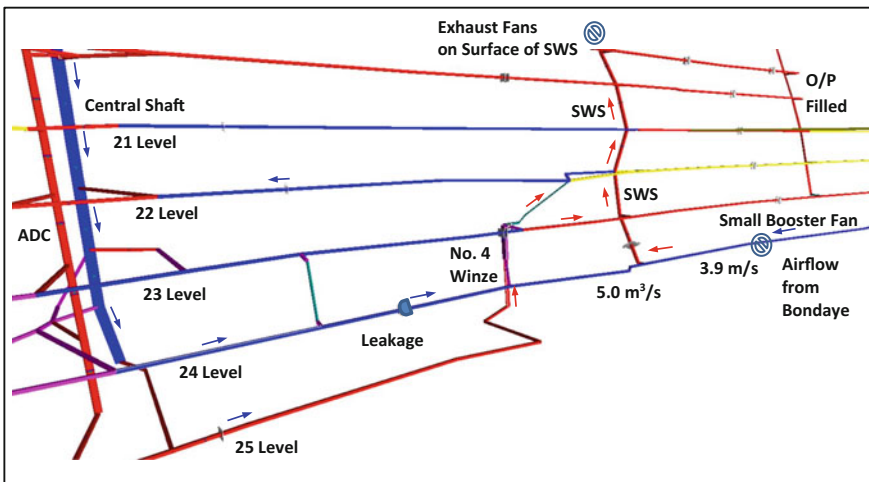 Exhaust Fans
on Surface of SWS
O/P
Filled
Central Shaft
SWS
21 Level
22 Level
SWS
ADC
Small Booster Fan
No. 4
Winze
3.9 m/s
Airflow
from
Bondaye
23 Level
5.0 m³/s
Leakage
24 Level
25 Level